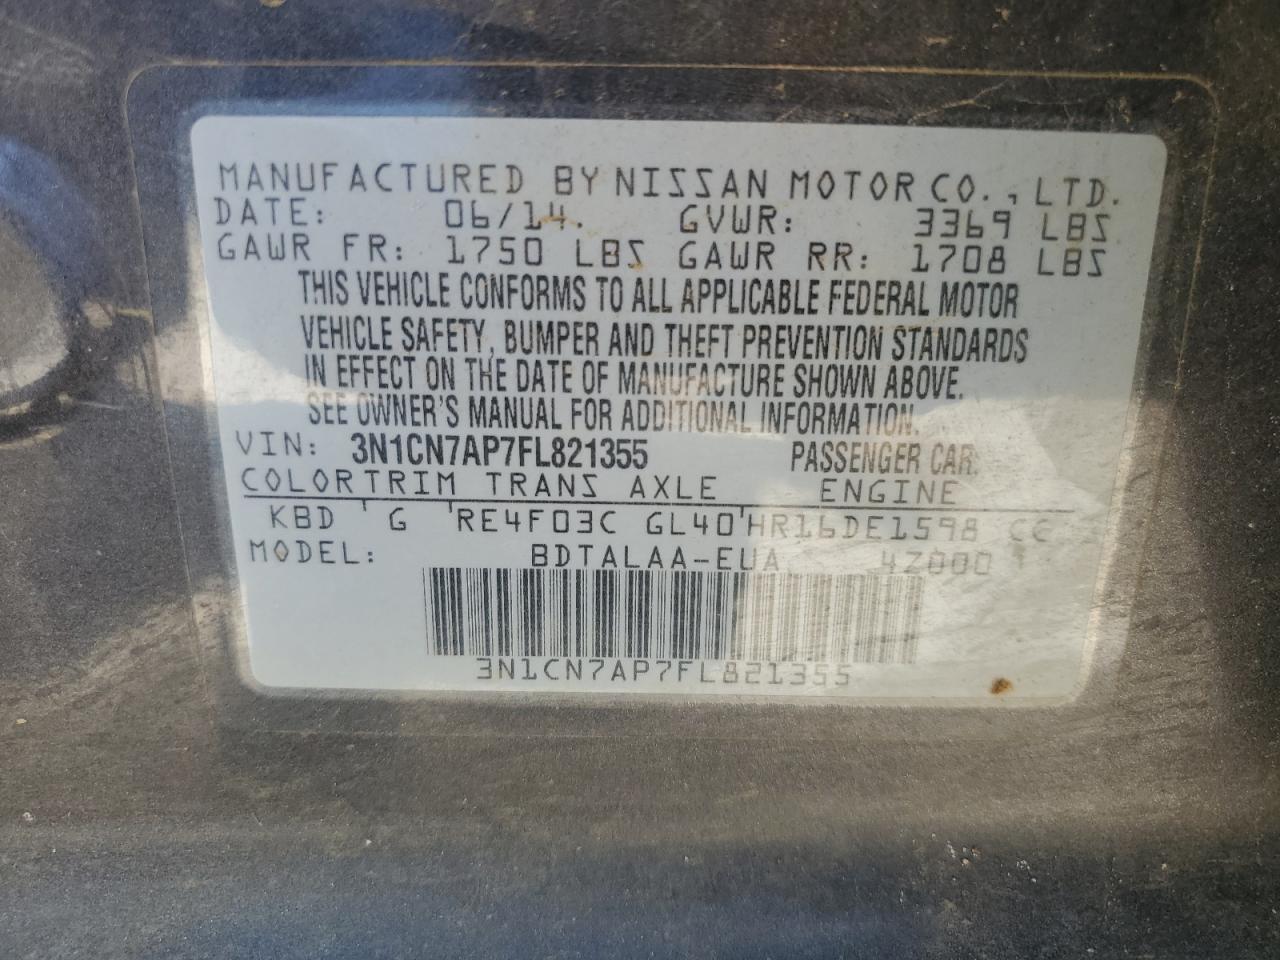 MANUFACTURED BY NISSAN MOTOR CO., LTD.
DATE: 06/14. GVWR: 3369 LBS
GAWR FR: 1750 LBS GAWR RR: 1708 LBS
THIS VEHICLE CONFORMS TO ALL APPLICABLE FEDERAL MOTOR
VEHICLE SAFETY, BUMPER AND THEFT PREVENTION STANDARDS
IN EFFECT ON THE DATE OF MANUFACTURE SHOWN ABOVE.
SEE OWNER'S MANUAL FOR ADDITIONAL INFORMATION.
VIN: 3N1CN7AP7FL821355 PASSENGER CAR
COLOR TRIM TRANS AXLE ENGINE
KBD ' G ' RE4F03C GL40 ' HR16DE1598 CC
MODEL: BDTALAA-EUA 4Z000
3N1CN7AP7FL821355